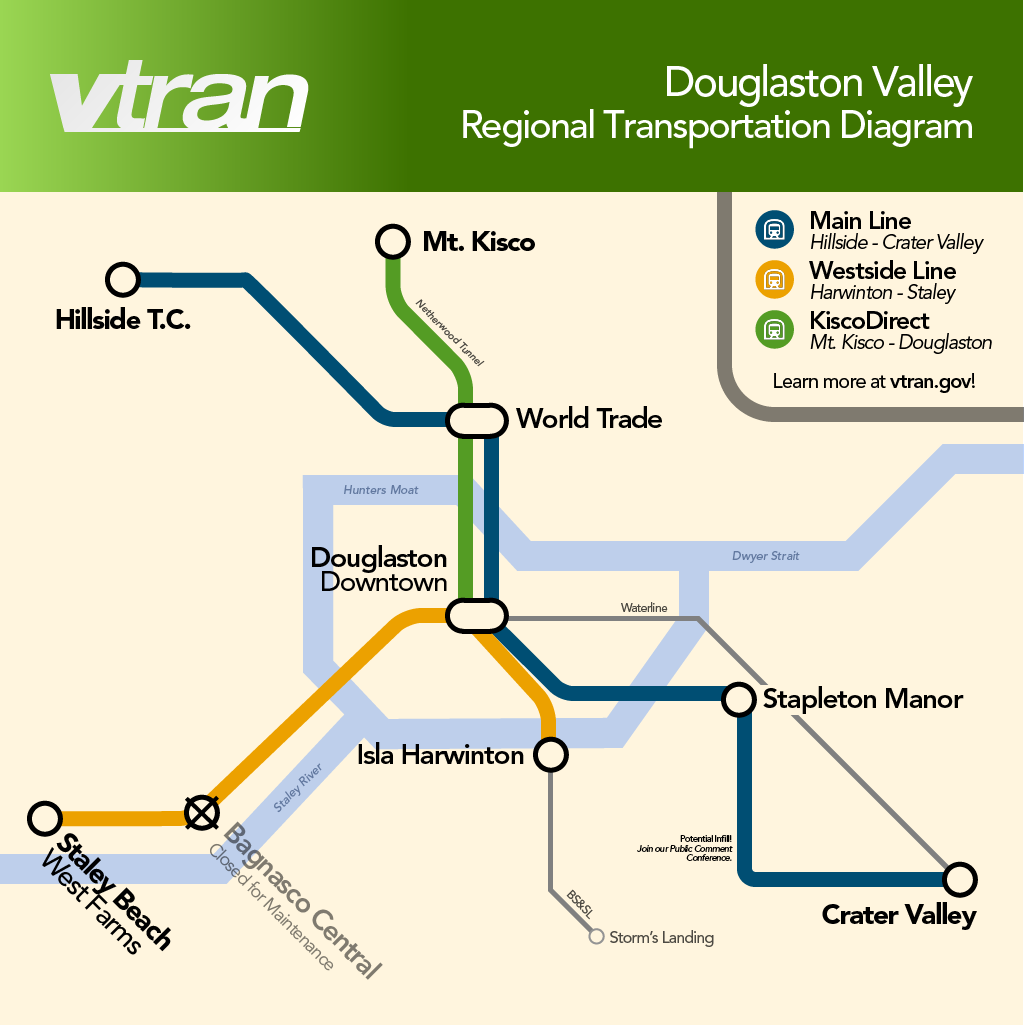 vtran
Douglaston Valley
Regional Transportation Diagram
Main Line
Hillside - Crater Valley
Westside Line
Harwinton - Staley
KiscoDirect
Mt. Kisco - Douglaston
Learn more at vtran.gov!
Mt. Kisco
Hillside T.C.
Netherwood Tunnel
World Trade
Hunters Moat
Dwyer Strait
Douglaston
Downtown
Waterline
Stapleton Manor
Isla Harwinton
Staley River
Staley Beach
West Farms
Bagnasco Central
Closed for Maintenance
Potential Infill!
Join our Public Comment
Conference.
BS&SL
Storm's Landing
Crater Valley